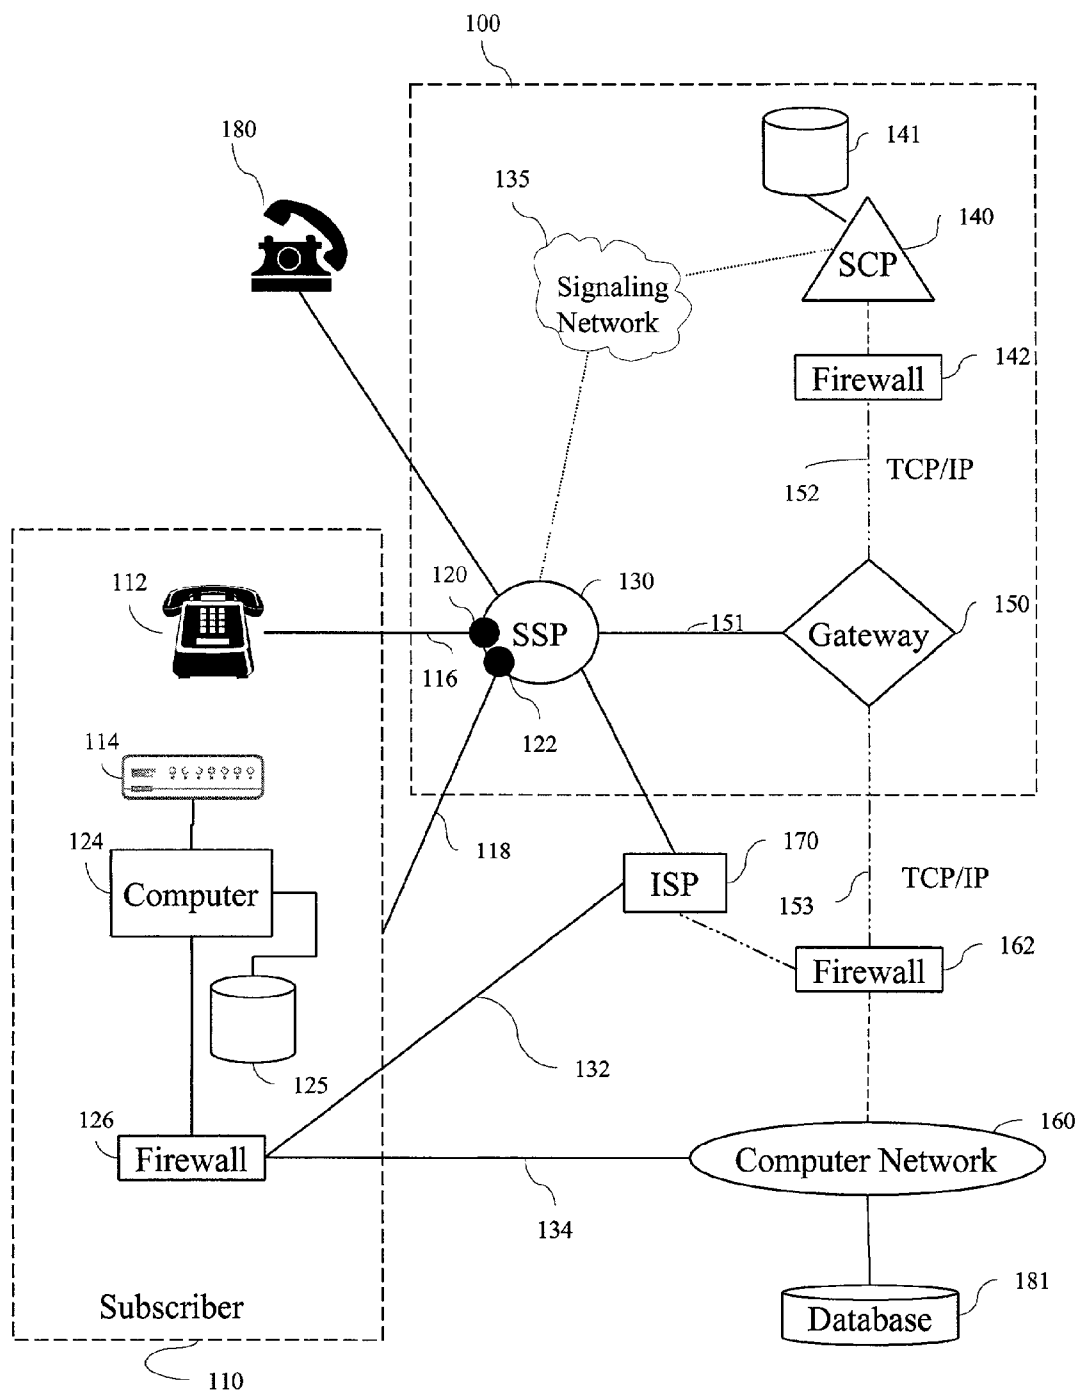 100
180
141
135
140
SCP
Signaling
Network
142
Firewall
TCP/IP
152
112
120
130
150
SSP
151
Gateway
116
122
114
118
170
124
ISP
TCP/IP
Computer
153
162
Firewall
132
125
126
160
Firewall
Computer Network
134
181
Subscriber
Database
110